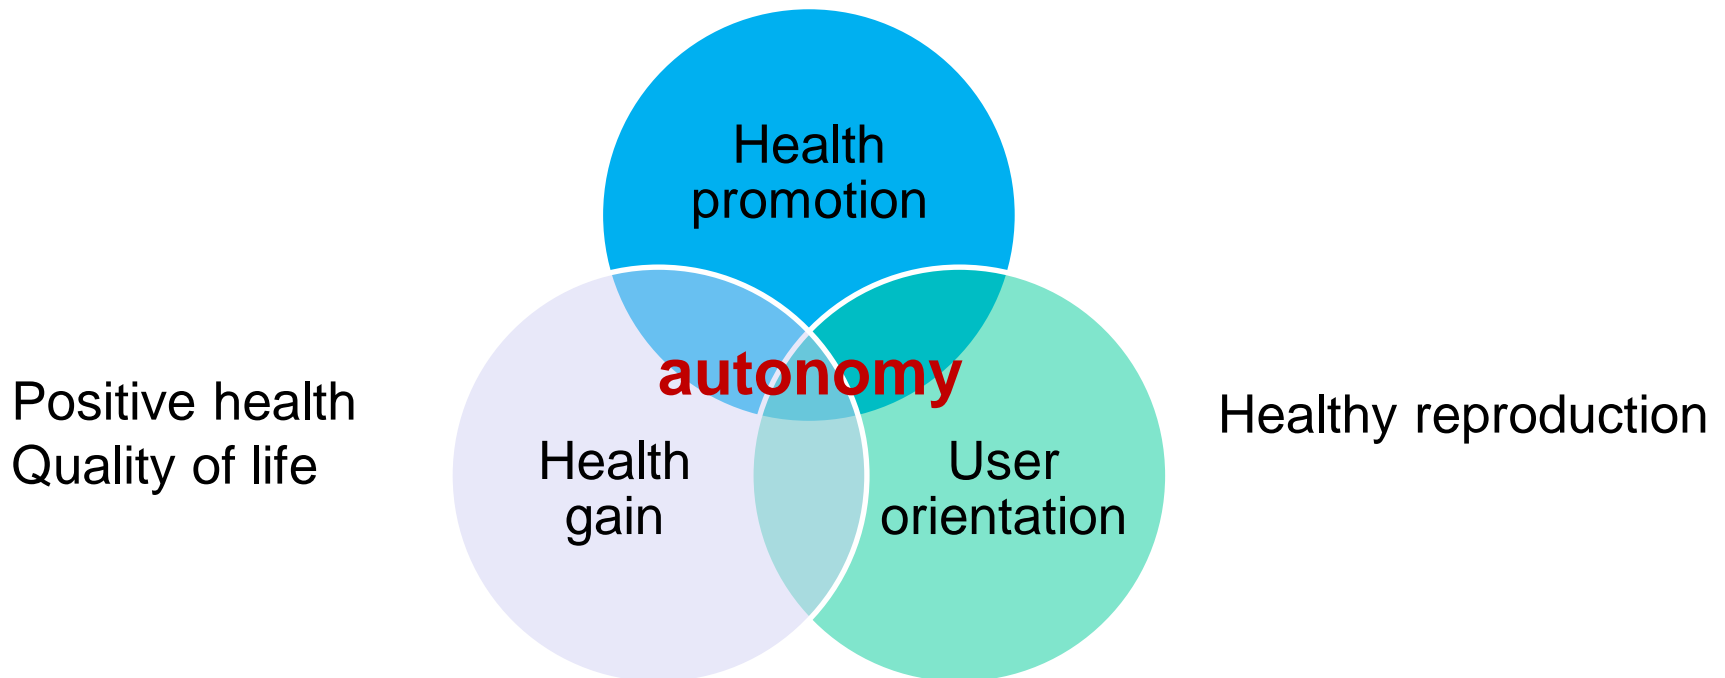 Health
promotion
autonomy
Positive health
Quality of life
Health
gain
User
orientation
Healthy reproduction